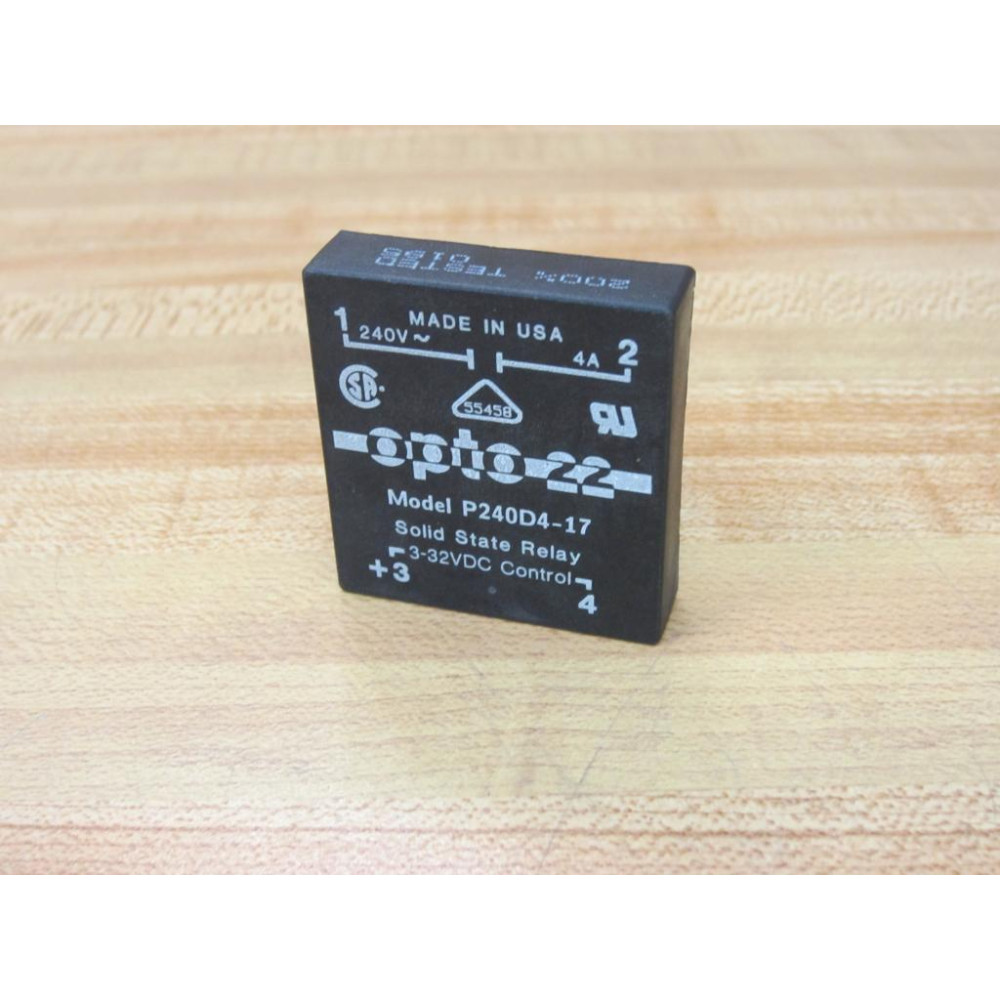 TESTED
MADE IN USA
1
2
240V~
4A
SA
55458
opto 22
Model P240D4-17
Solid State Relay
3-32VDC Control
+3
4